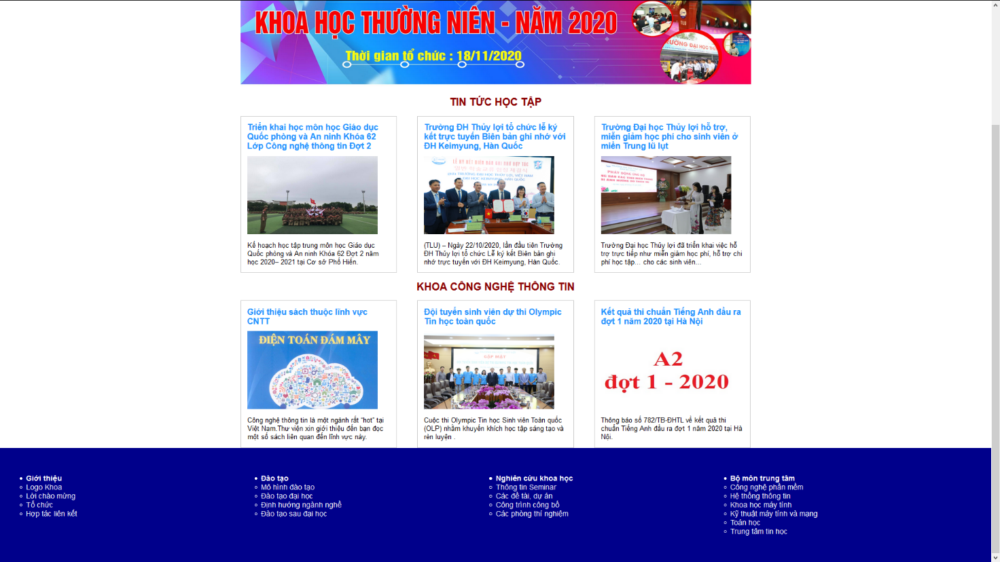 KHOA HỌC THƯỜNG NIÊN - NĂM 2020
Thời gian tổ chức : 18/11/2020
TIN TỨC HỌC TẬP
Triển khai học môn học Giáo dục
Quốc phòng và An ninh Khóa 62
Lớp Công nghệ thông tin Đợt 2
Kế hoạch học tập trung môn học Giáo dục
Quốc phòng và An ninh Khóa 62 Đợt 2 năm
học 2020– 2021 tại Cơ sở Phố Hiến.
Trường ĐH Thủy lợi tổ chức lễ ký
kết trực tuyến Biên bản ghi nhớ với
ĐH Keimyung, Hàn Quốc
LỄ KÝ KẾT BIÊN BẢN GHI NHỚ HỢP TÁC
(TLU) – Ngày 22/10/2020, lần đầu tiên Trường
ĐH Thủy lợi tổ chức Lễ ký kết Biên bản ghi
nhớ trực tuyến với ĐH Keimyung, Hàn Quốc.
Trường Đại học Thủy lợi hỗ trợ,
miễn giảm học phí cho sinh viên ở
miền Trung lũ lụt
PHÁT ĐỘNG ỦNG HỘ
Trường Đại học Thủy lợi đã triển khai việc hỗ
trợ trực tiếp như miễn giảm học phí, hỗ trợ chi
phí học tập... cho các sinh viên...
KHOA CÔNG NGHỆ THÔNG TIN
Giới thiệu sách thuộc lĩnh vực
CNTT
ĐIỆN TOÁN ĐÁM MÂY
Công nghệ thông tin là một ngành rất "hot" tại
Việt Nam.Thư viện xin giới thiệu đến bạn đọc
một số sách liên quan đến lĩnh vực này.
Đội tuyển sinh viên dự thi Olympic
Tin học toàn quốc
GẶP MẶT
Cuộc thi Olympic Tin học Sinh viên Toàn quốc
(OLP) nhằm khuyến khích học tập sáng tạo và
rèn luyện .
Kết quả thi chuẩn Tiếng Anh đầu ra
đợt 1 năm 2020 tại Hà Nội
A2
đợt 1 - 2020
Thông báo số 782/TB-ĐHTL về kết quả thi
chuẩn Tiếng Anh đầu ra đợt 1 năm 2020 tại Hà
Nội.
Giới thiệu
Logo Khoa
Lời chào mừng
Tổ chức
Hợp tác liên kết
Đào tạo
Mô hình đào tạo
Đào tạo đại học
Định hướng ngành nghề
Đào tạo sau đại học
Nghiên cứu khoa học
Thông tin Seminar
Các đề tài, dự án
Công trình công bố
Các phòng thí nghiệm
Bộ môn trung tâm
Công nghệ phần mềm
Hệ thống thông tin
Khoa học máy tính
Kỹ thuật máy tính và mạng
Toán học
Trung tâm tin học